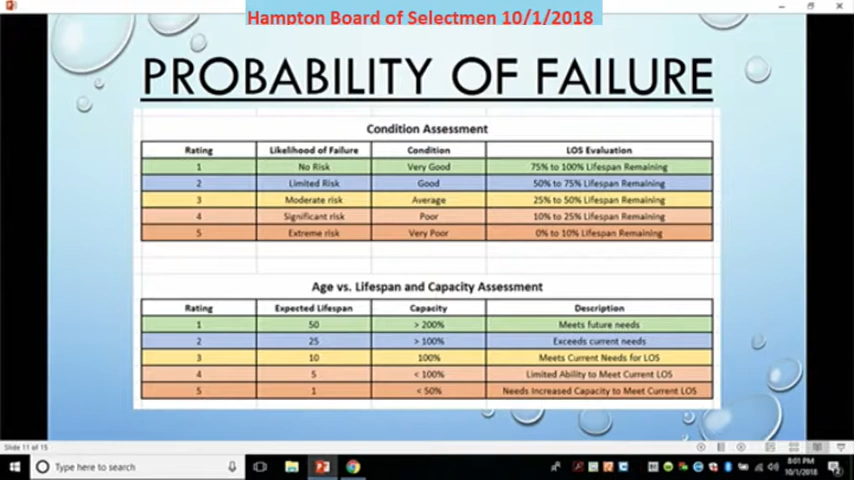 Hampton Board of Selectmen 10/1/2018
PROBABILITY OF FAILURE
Condition Assessment
Rating Likelihood of Failure Condition LOS Evaluation
1 No Risk Very Good 75% to 100% Lifespan Remaining
2 Limited Risk Good 50% to 75% Lifespan Remaining
3 Moderate risk Average 25% to 50% Lifespan Remaining
4 Significant risk Poor 10% to 25% Lifespan Remaining
5 Extreme risk Very Poor 0% to 10% Lifespan Remaining
Age vs. Lifespan and Capacity Assessment
Rating Expected Lifespan Capacity Description
1 50 > 200% Meets future needs
2 25 > 100% Exceeds current needs
3 10 100% Meets Current Needs for LOS
4 5 < 100% Limited Ability to Meet Current LOS
5 1 < 50% Needs Increased Capacity to Meet Current LOS
Slide 11 of 15
Type here to search
8:01 PM
10/1/2018